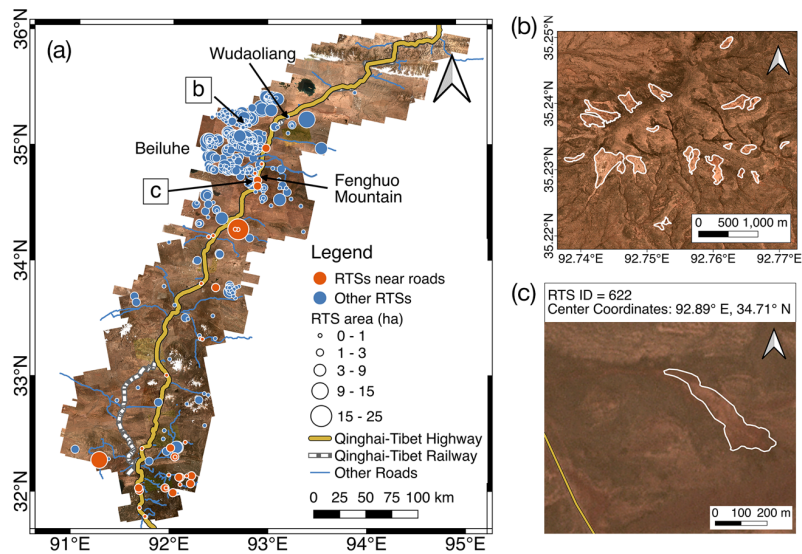 (a)
36°N
35°N
34°N
33°N
32°N
91°E
92°E
93°E
94°E
95°E
Wudaoliang
b
Beiluhe
c
Fenghuo
Mountain
Legend
RTSs near roads
Other RTSs
RTS area (ha)
0 - 1
1 - 3
3 - 9
9 - 15
15 - 25
Qinghai-Tibet Highway
Qinghai-Tibet Railway
Other Roads
0 25 50 75 100 km
(b)
35.25°N
35.24°N
35.23°N
35.22°N
0 500 1,000 m
92.74°E
92.75°E
92.76°E
92.77°E
(c)
RTS ID = 622
Center Coordinates: 92.89° E, 34.71° N
0 100 200 m